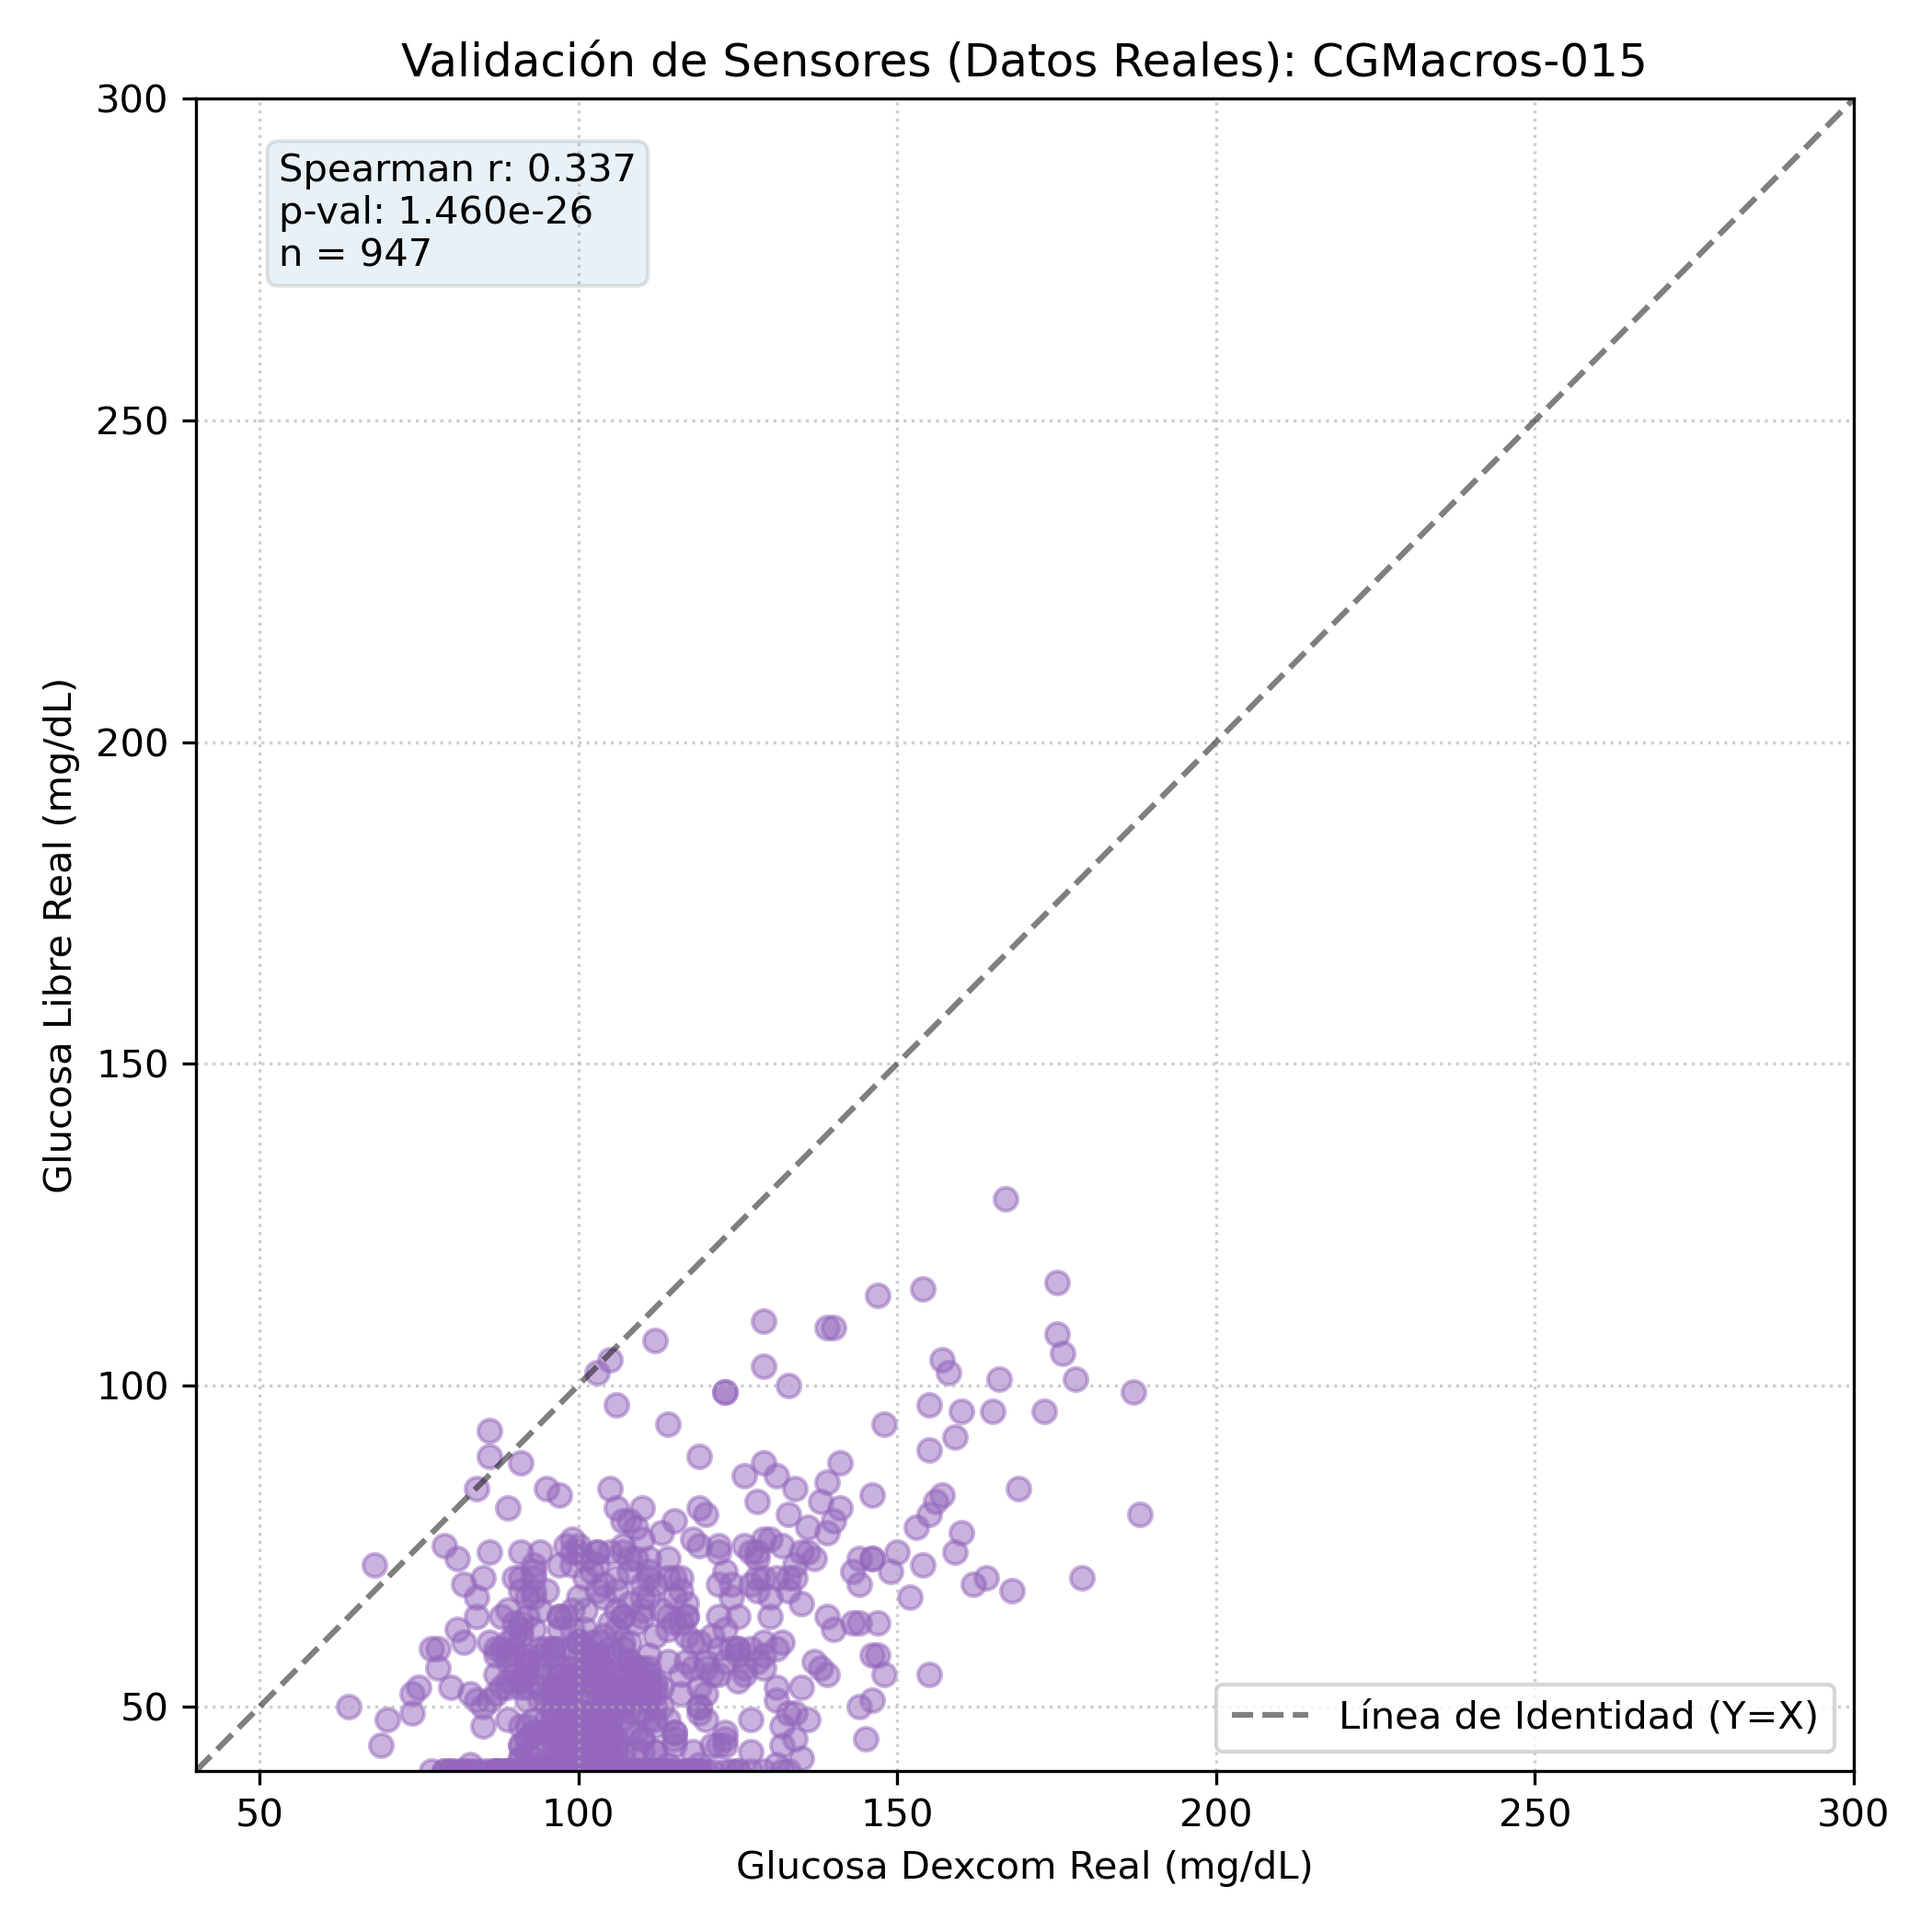 Validación de Sensores (Datos Reales): CGMacros-015
300
250
200
150
100
50
Glucosa Libre Real (mg/dL)
Spearman r: 0.337
p-val: 1.460e-26
n = 947
Línea de Identidad (Y=X)
50 100 150 200 250 300
Glucosa Dexcom Real (mg/dL)